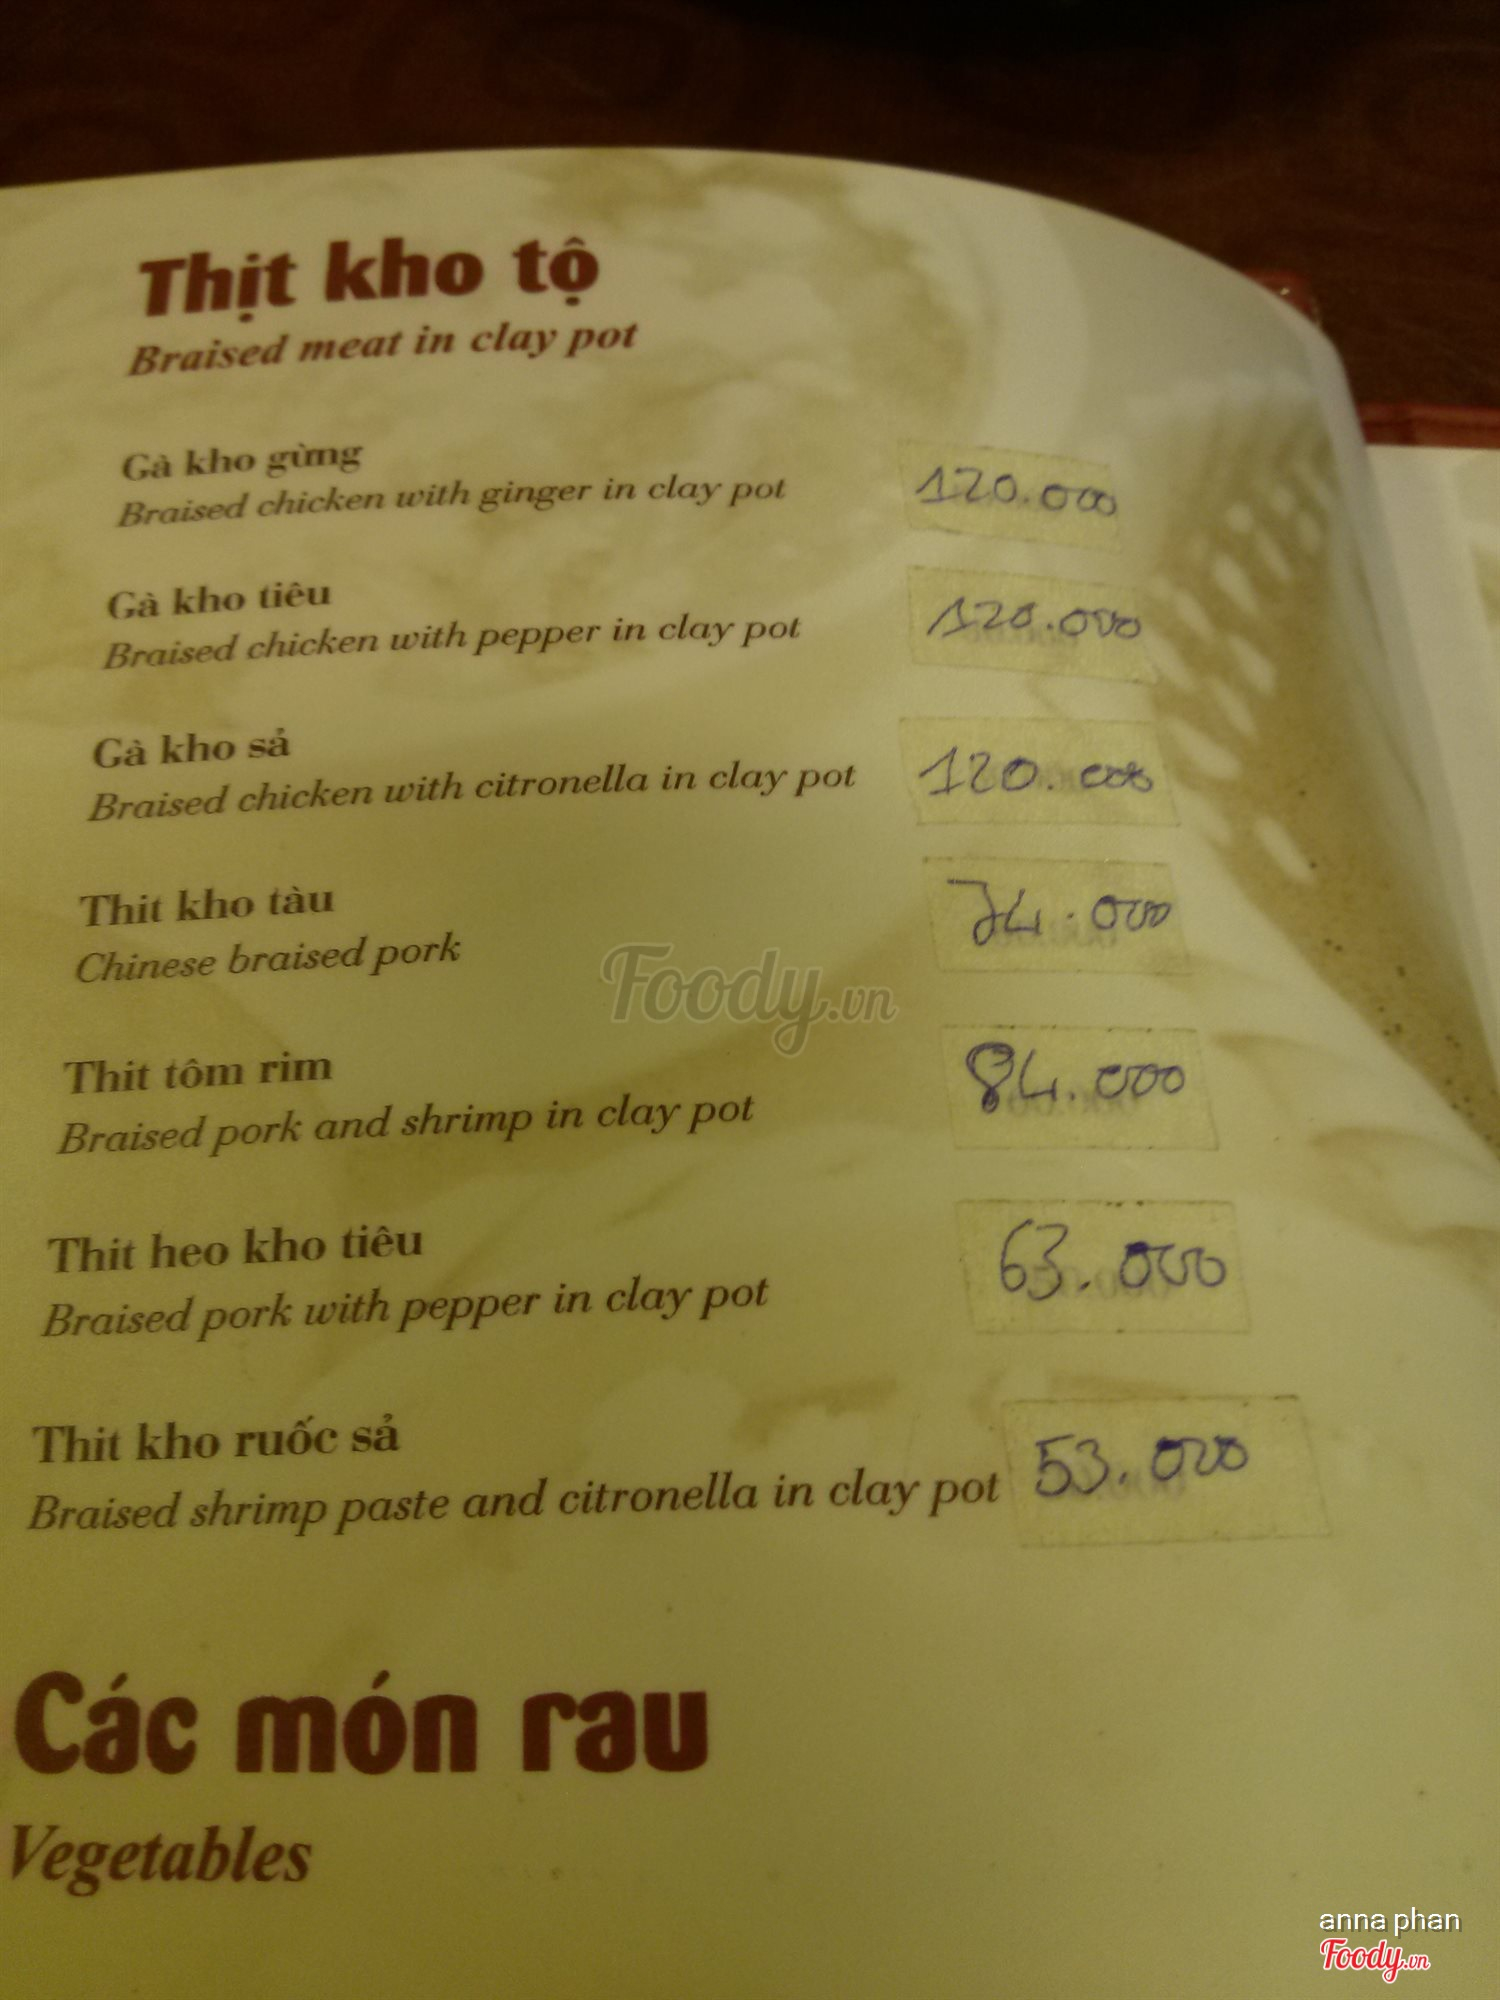 Thịt kho tộ
Braised meat in clay pot
Gà kho gừng
Braised chicken with ginger in clay pot 120.000
Gà kho tiêu
Braised chicken with pepper in clay pot 120.000
Gà kho sả
Braised chicken with citronella in clay pot 120.000
Thit kho tàu 74.000
Chinese braised pork
Thit tôm rim 84.000
Braised pork and shrimp in clay pot
Thit heo kho tiêu 63.000
Braised pork with pepper in clay pot
Thit kho ruốc sả 53.000
Braised shrimp paste and citronella in clay pot
Các món rau
Vegetables
Foody.vn
anna phan
Foody.vn